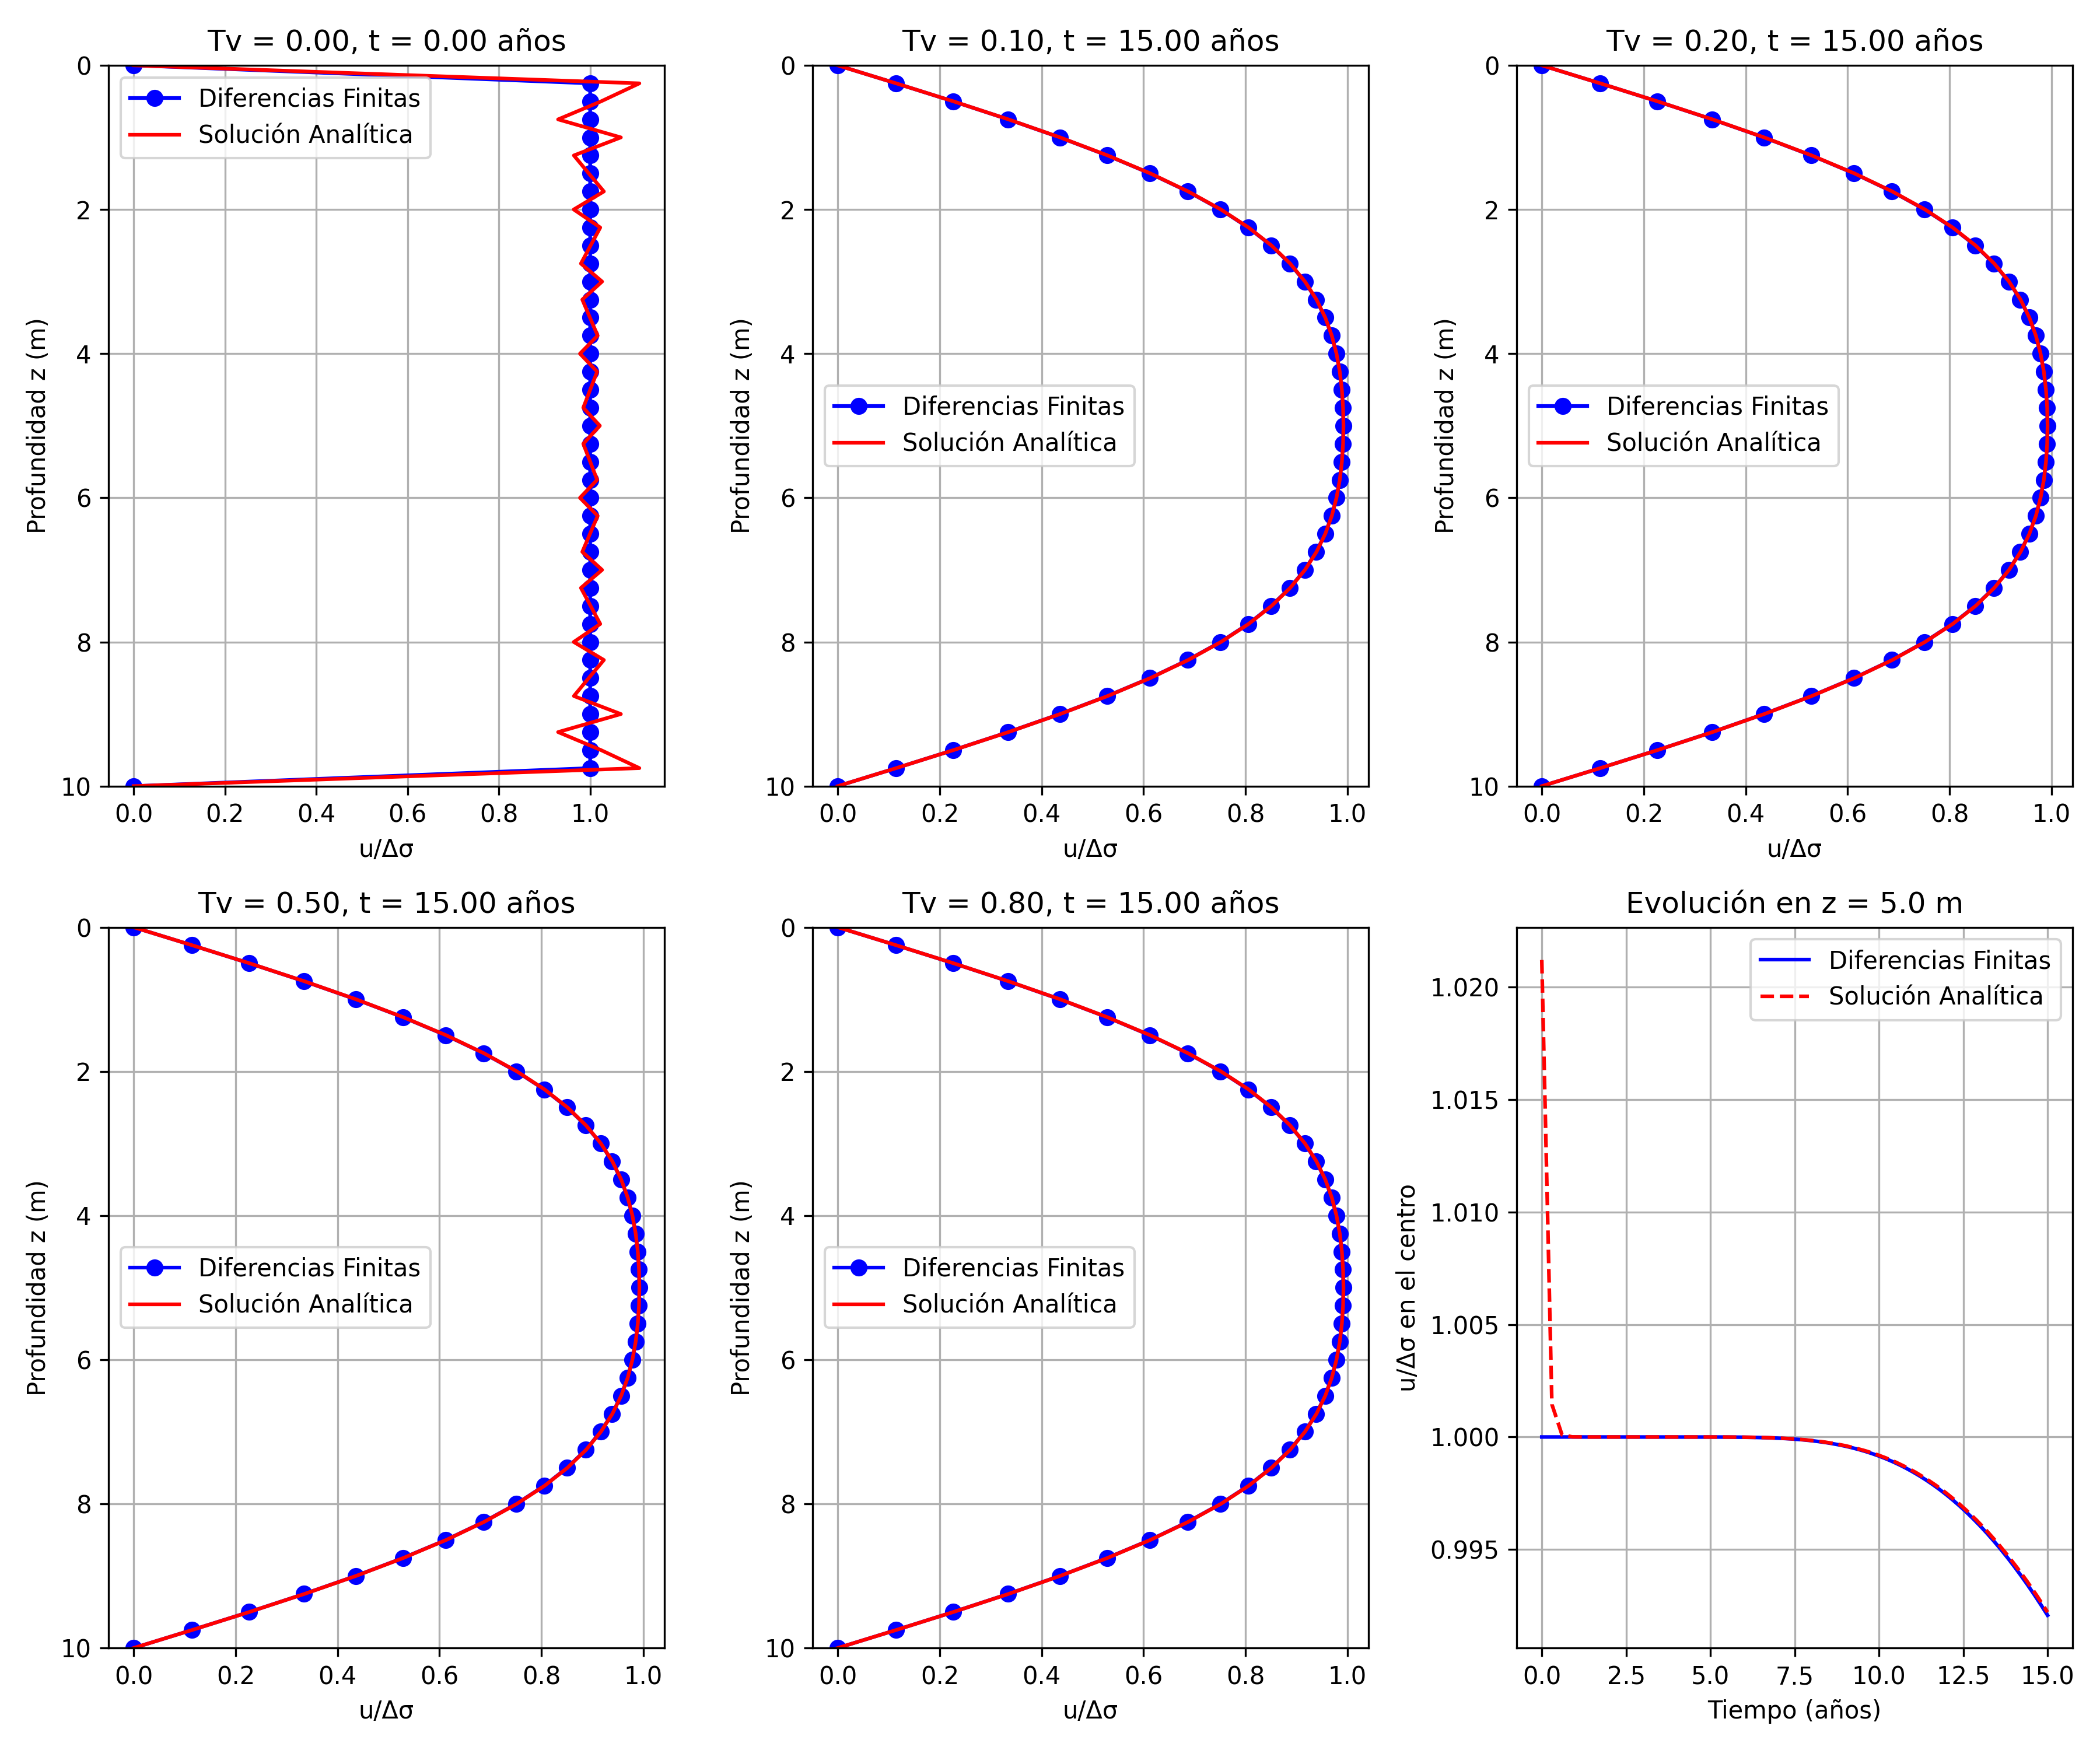 Tv = 0.00, t = 0.00 años
0
2
4
6
8
10
Profundidad z (m)
Diferencias Finitas
Solución Analítica
0.0 0.2 0.4 0.6 0.8 1.0
u/Δσ
Tv = 0.10, t = 15.00 años
0
2
4
6
8
10
Profundidad z (m)
Diferencias Finitas
Solución Analítica
0.0 0.2 0.4 0.6 0.8 1.0
u/Δσ
Tv = 0.20, t = 15.00 años
0
2
4
6
8
10
Profundidad z (m)
Diferencias Finitas
Solución Analítica
0.0 0.2 0.4 0.6 0.8 1.0
u/Δσ
Tv = 0.50, t = 15.00 años
0
2
4
6
8
10
Profundidad z (m)
Diferencias Finitas
Solución Analítica
0.0 0.2 0.4 0.6 0.8 1.0
u/Δσ
Tv = 0.80, t = 15.00 años
0
2
4
6
8
10
Profundidad z (m)
Diferencias Finitas
Solución Analítica
0.0 0.2 0.4 0.6 0.8 1.0
u/Δσ
Evolución en z = 5.0 m
Diferencias Finitas
Solución Analítica
1.020
1.015
1.010
1.005
1.000
0.995
u/Δσ en el centro
0.0 2.5 5.0 7.5 10.0 12.5 15.0
Tiempo (años)